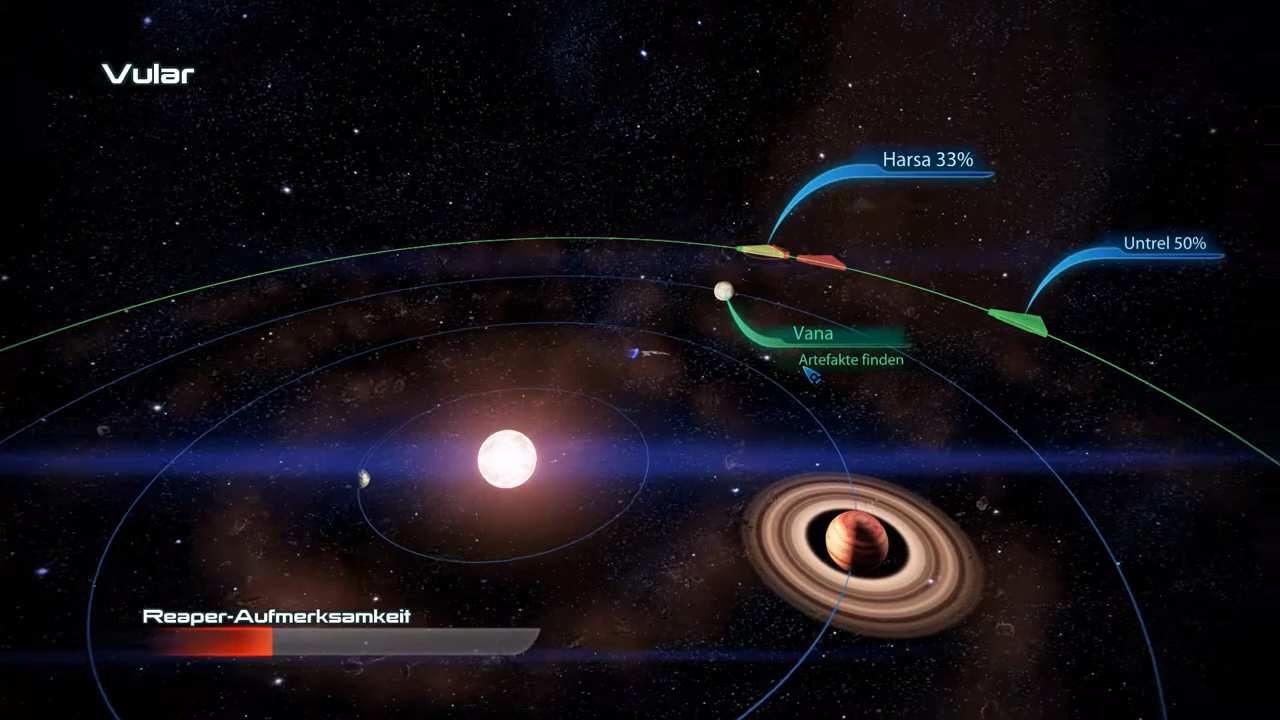 Vular
Harsa 33%
Untrel 50%
Vana
Artefakte finden
Reaper-Aufmerksamkeit